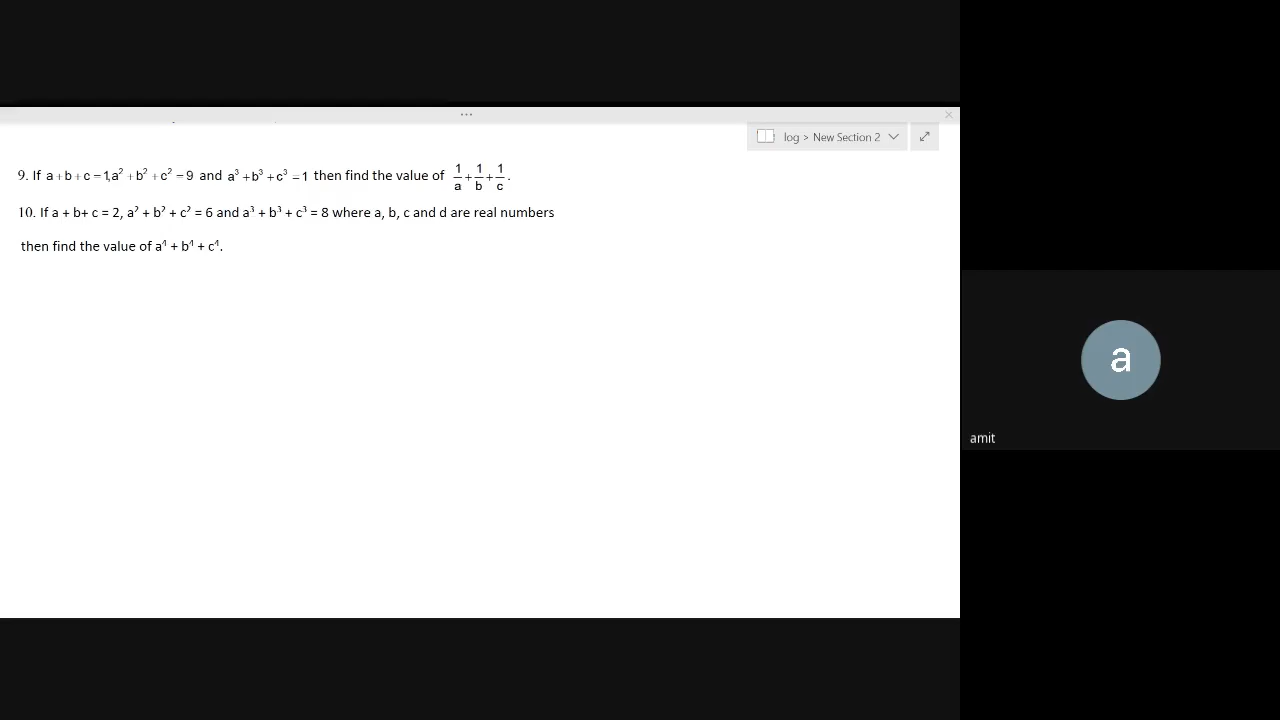 ...
log > New Section 2
9. If a+b+c=1,a²+b²+c²=9 and a³+b³+c³=1 then find the value of 1/a+1/b+1/c.
10. If a + b+ c = 2, a² + b² + c² = 6 and a³ + b³ + c³ = 8 where a, b, c and d are real numbers
then find the value of a⁴ + b⁴ + c⁴.
a
amit